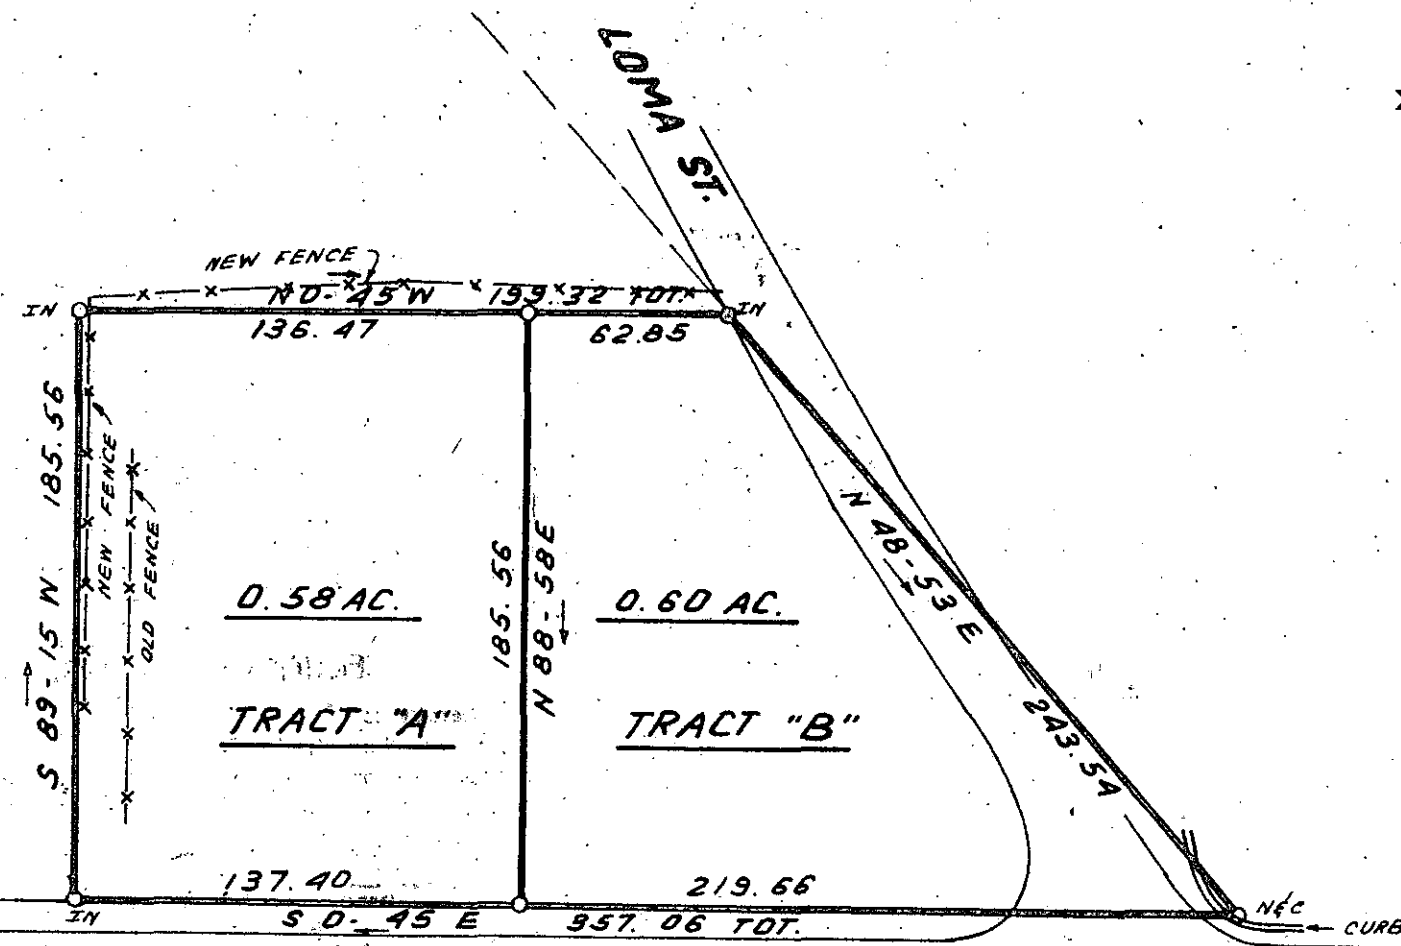 LOMA ST.
NEW FENCE
IN
N 0-45 W 199.32 TOT.
IN
136.47
62.85
S 89-15 W 185.56
NEW FENCE
OLD FENCE
185.56
N 88-58 E
N 48-53 E
243.54
0.58 AC.
0.60 AC.
TRACT "A"
TRACT "B"
137.40
219.66
IN
S 0-45 E
357.06 TOT.
N&C
CURB